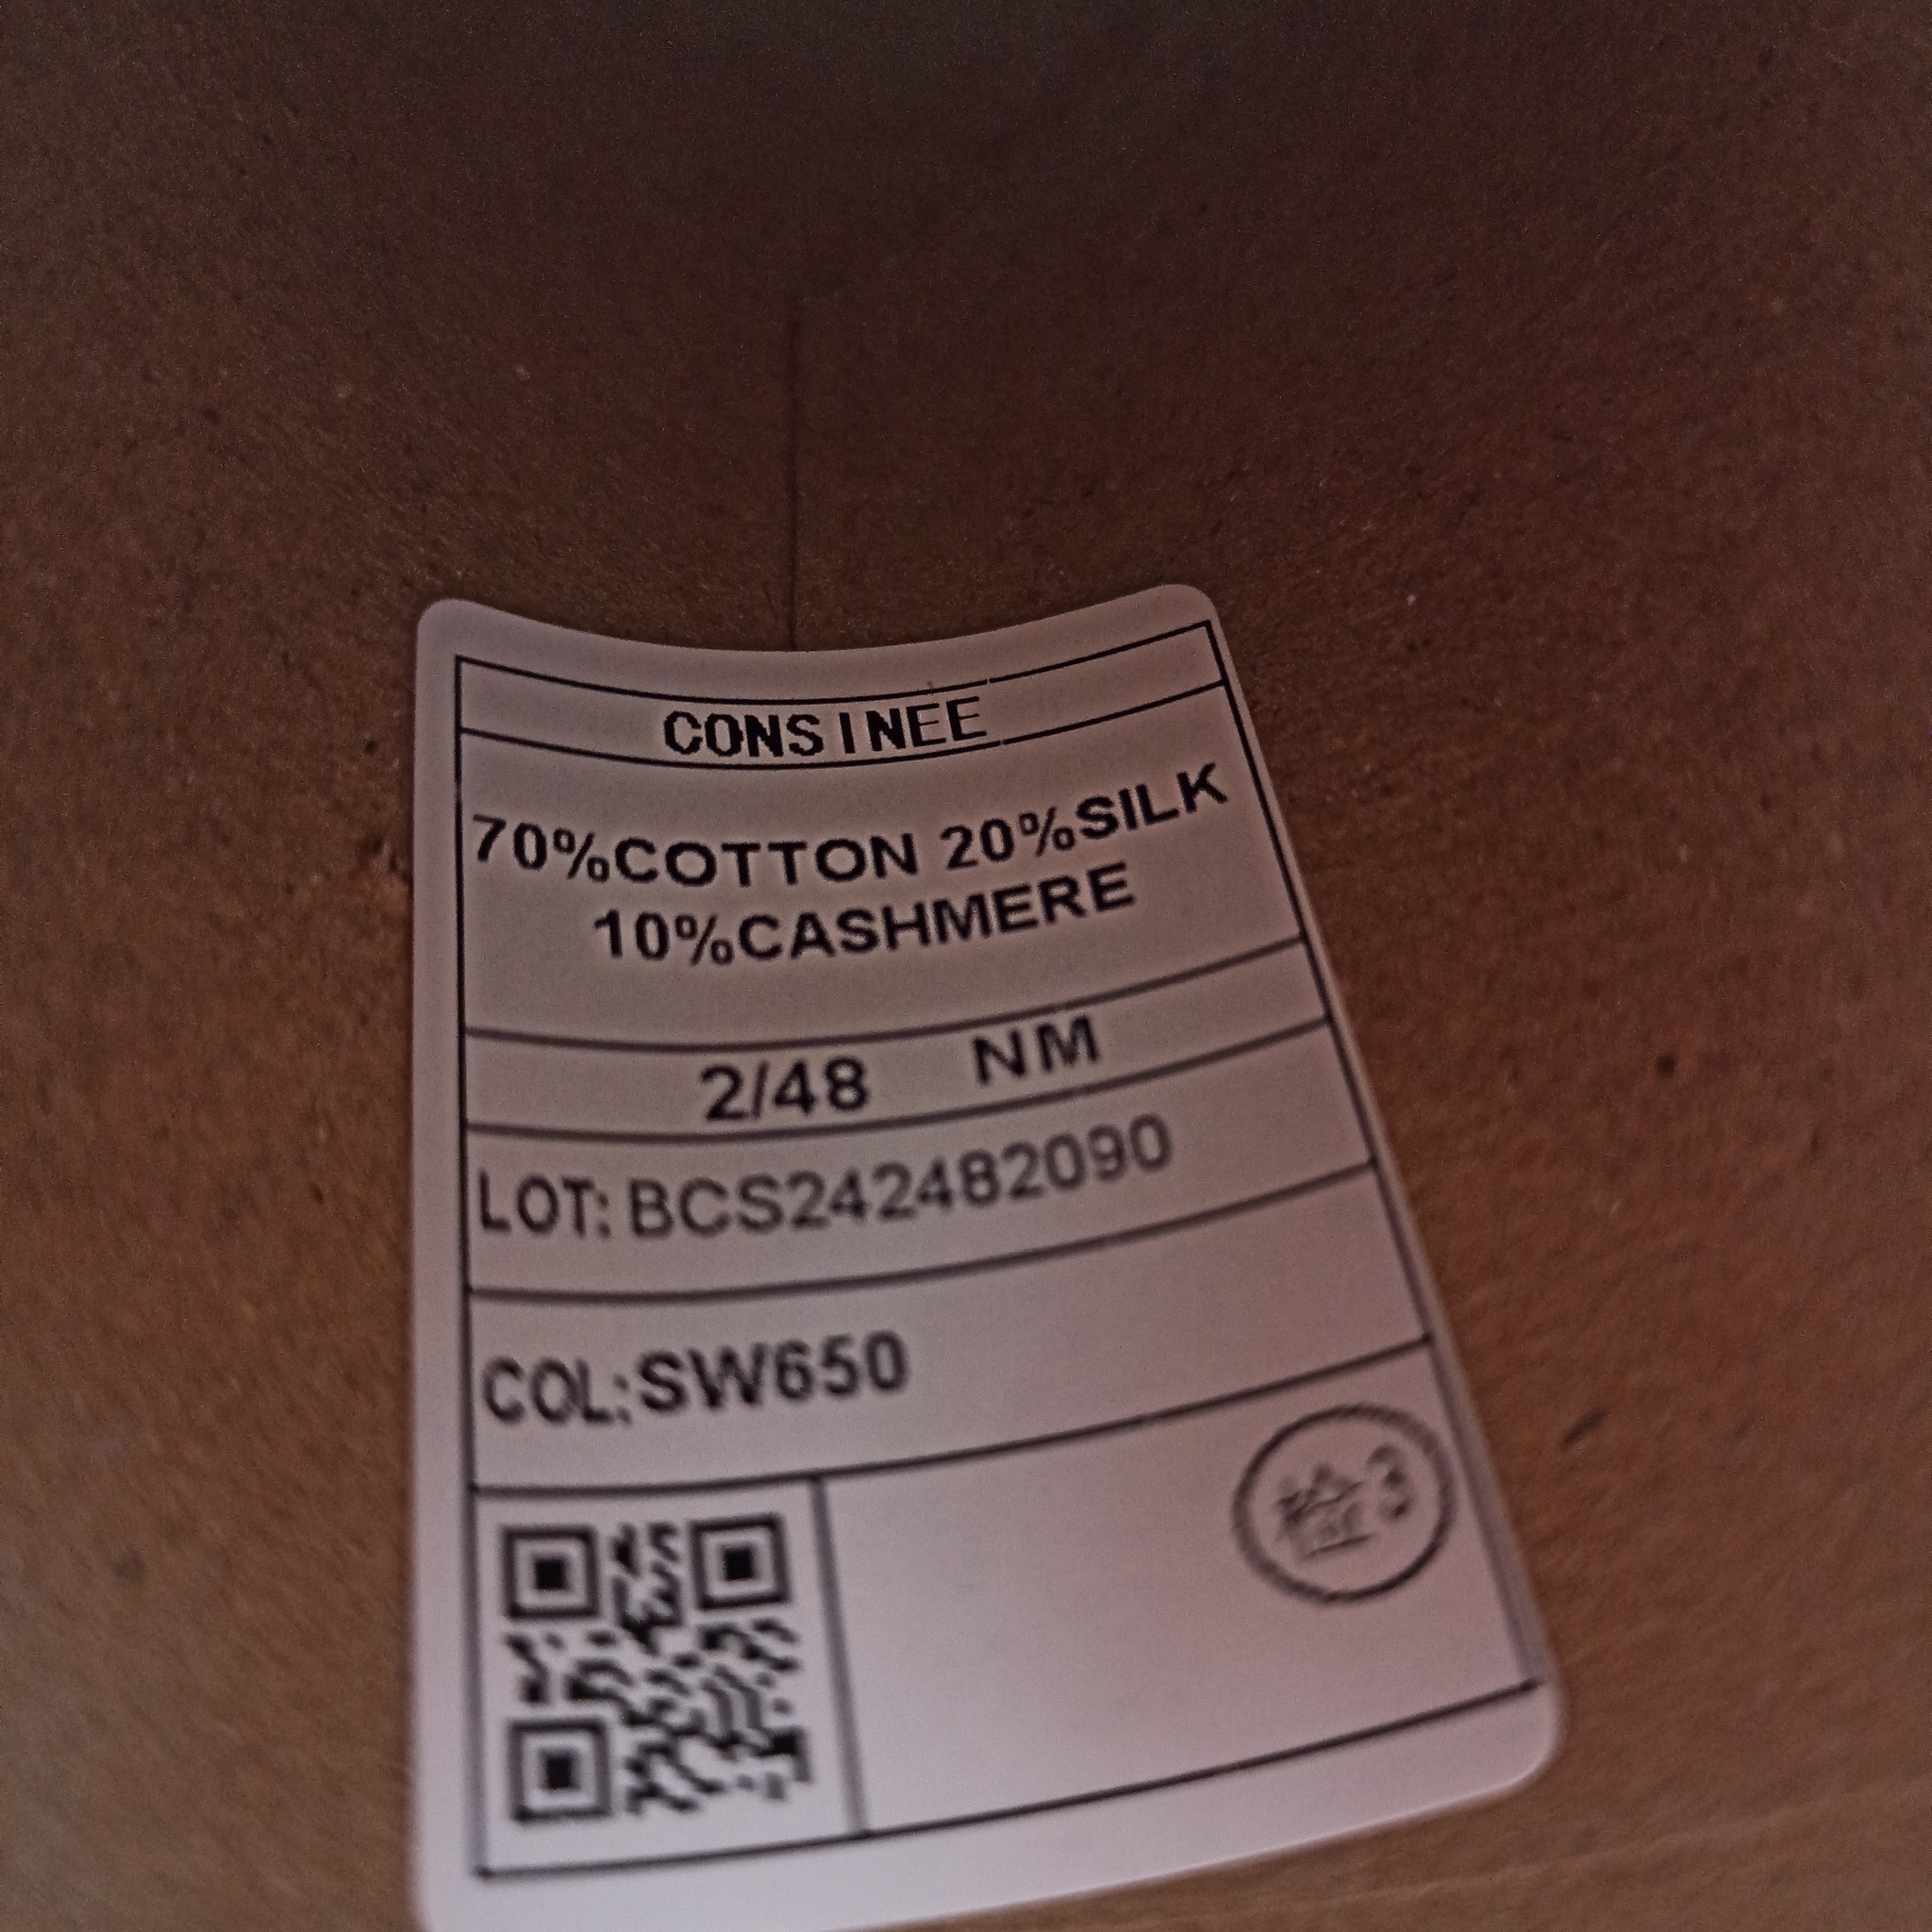 CONSINEE
70%COTTON 20%SILK
10%CASHMERE
2/48 NM
LOT: BCS242482090
COL:SW650
检3